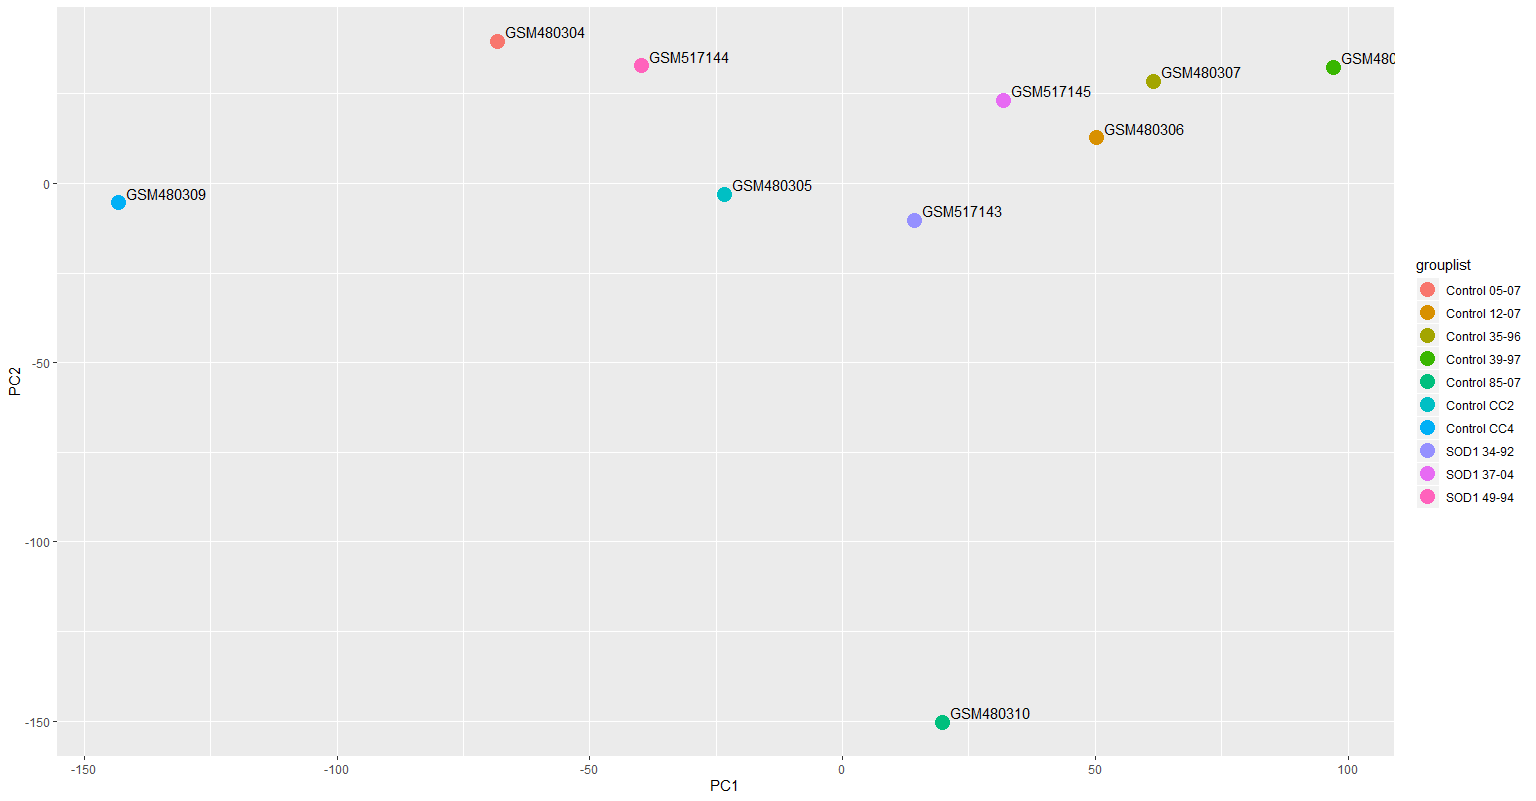 GSM480304
GSM517144
GSM480
GSM480307
GSM517145
GSM480306
GSM480305
GSM480309
GSM517143
GSM480310
0
-50
-100
-150
PC2
-150
-100
-50
0
50
100
PC1
grouplist
Control 05-07
Control 12-07
Control 35-96
Control 39-97
Control 85-07
Control CC2
Control CC4
SOD1 34-92
SOD1 37-04
SOD1 49-94